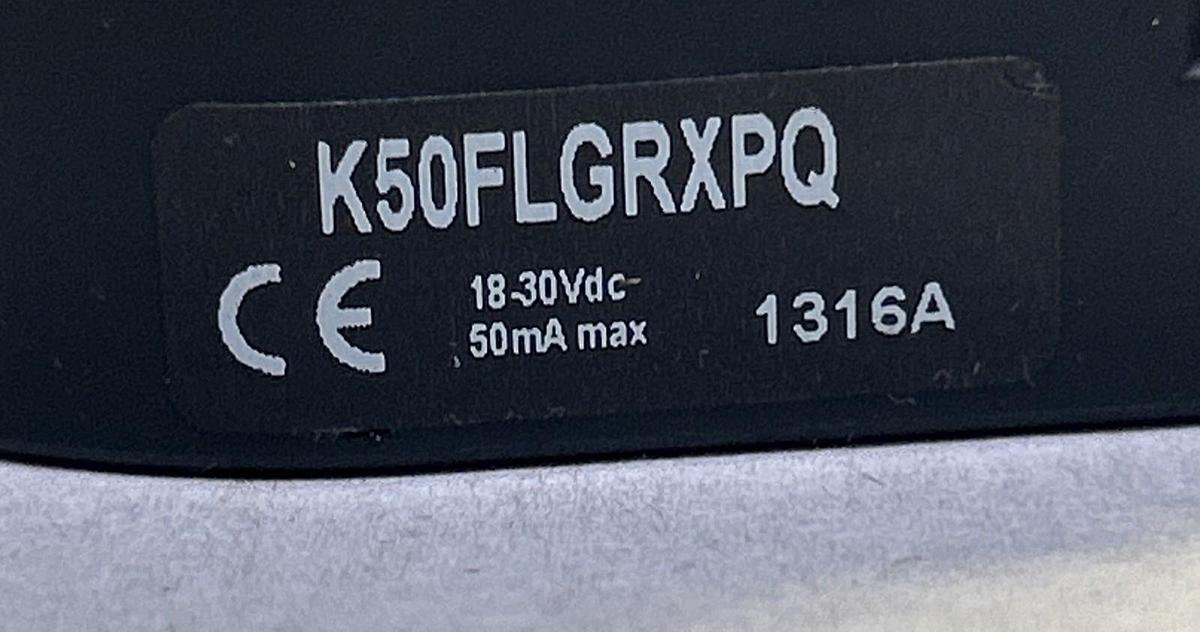 K50FLGRXPQ
CE 18-30Vdc 1316A
50mA max